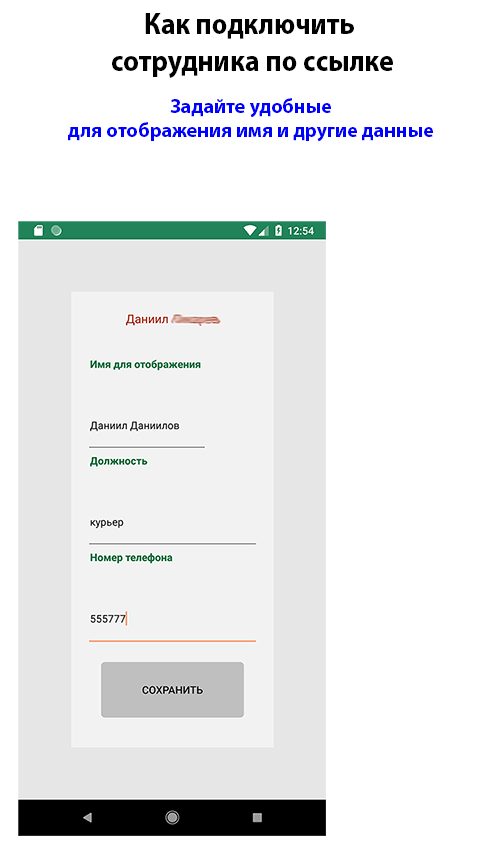 Как подключить
сотрудника по ссылке
Задайте удобные
для отображения имя и другие данные
12:54
Даниил
Имя для отображения
Даниил Даниилов
Должность
курьер
Номер телефона
555777
СОХРАНИТЬ